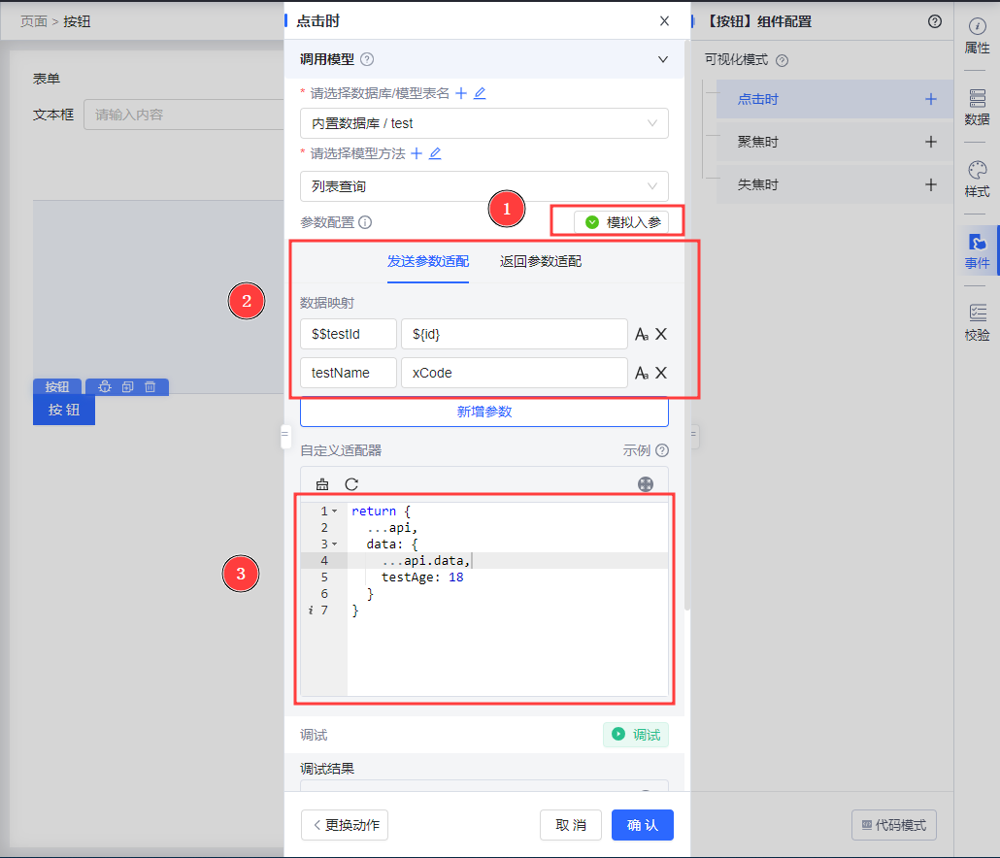 页面 > 按钮
表单
文本框 请输入内容
按钮
按 钮
点击时
调用模型
* 请选择数据库/模型表名
内置数据库 / test
* 请选择模型方法
列表查询
1
参数配置
模拟入参
2
发送参数适配 返回参数适配
数据映射
$$testId ${id}
testName xCode
新增参数
自定义适配器 示例
3
1 return {
2 ...api,
3 data: {
4 ...api.data,
5 testAge: 18
6 }
i 7 }
调试 调试
调试结果
更换动作 取 消 确 认
【按钮】组件配置
可视化模式
点击时
聚焦时
失焦时
代码模式
属性
数据
样式
事件
校验